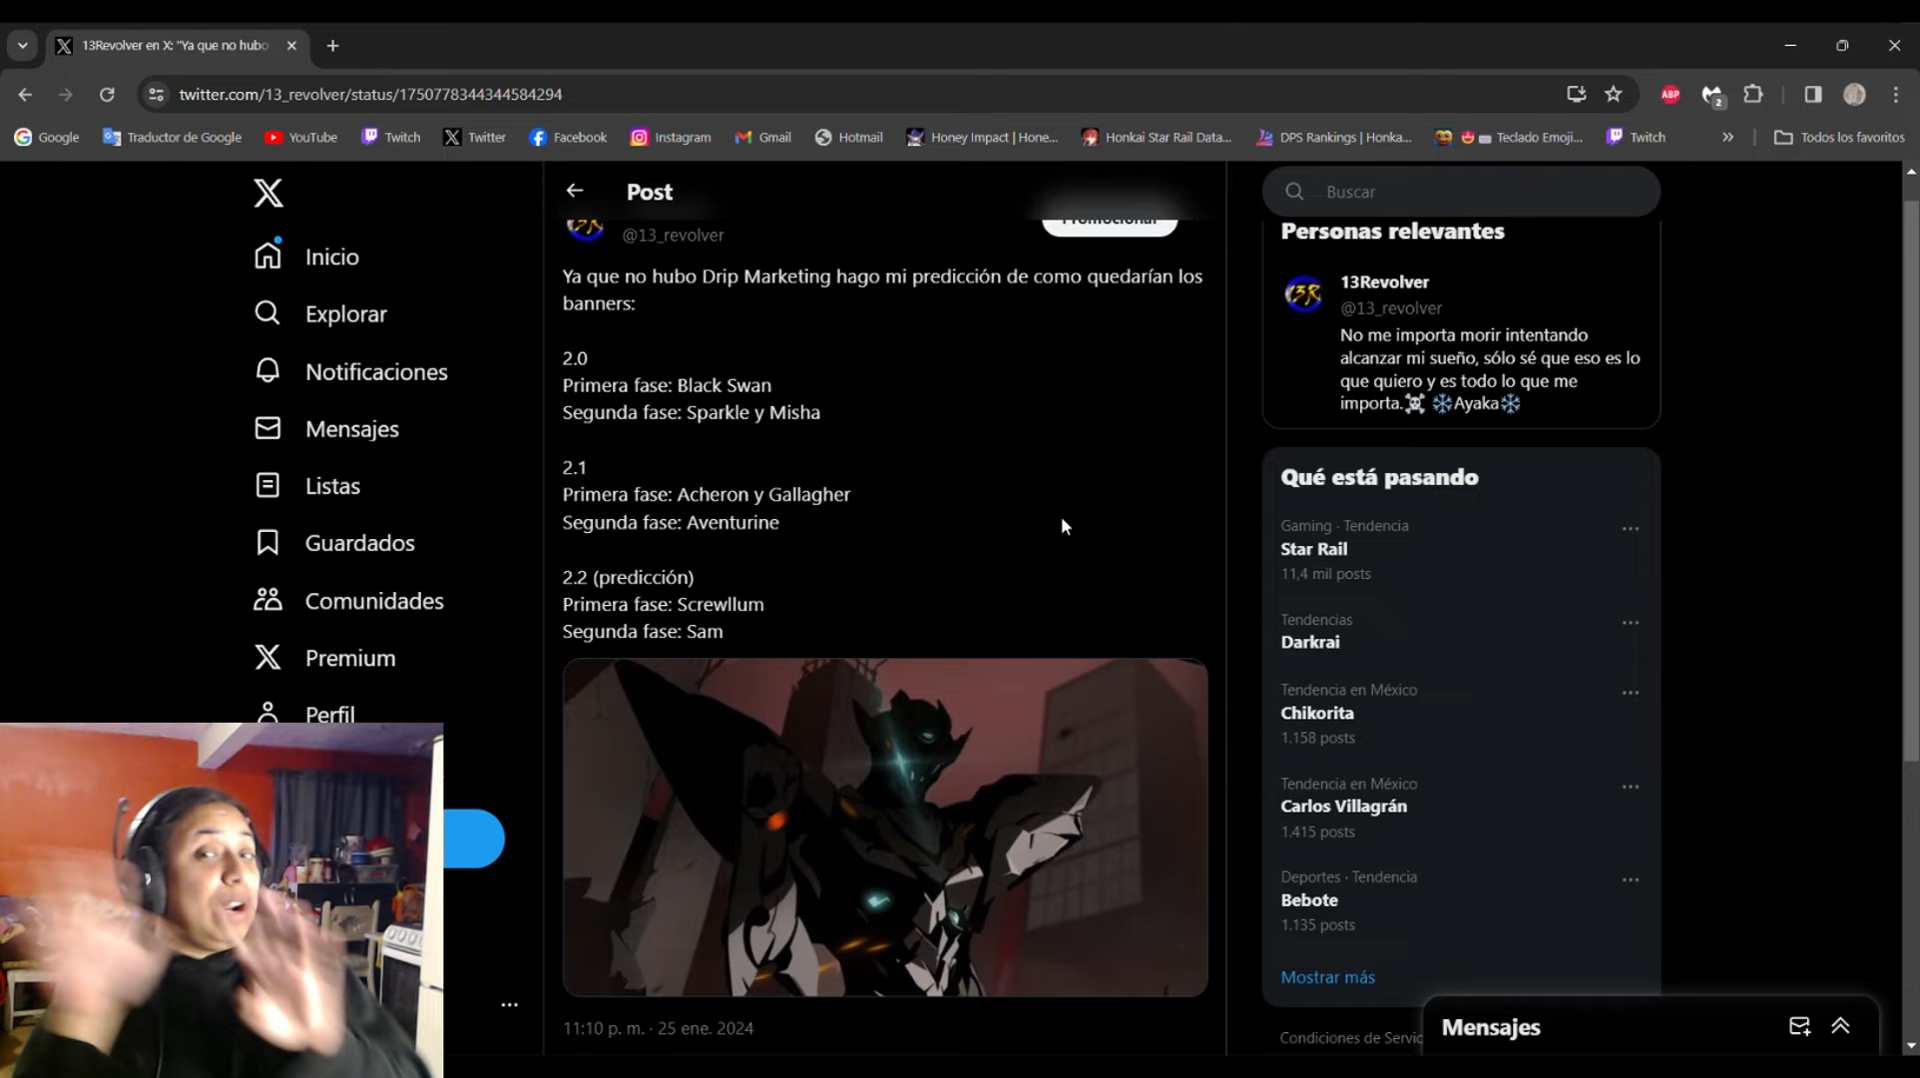 13Revolver en X: "Ya que no hubo
twitter.com/13_revolver/status/1750778344344584294
ABP
2
Google
Traductor de Google
YouTube
Twitch
Twitter
Facebook
Instagram
Gmail
Hotmail
Honey Impact | Hone...
Honkai Star Rail Data...
DPS Rankings | Honka...
Teclado Emoji...
Twitch
Todos los favoritos
Inicio
Explorar
Notificaciones
Mensajes
Listas
Guardados
Comunidades
Premium
Perfil
Post
Promocionar
@13_revolver
Ya que no hubo Drip Marketing hago mi predicción de como quedarían los
banners:
2.0
Primera fase: Black Swan
Segunda fase: Sparkle y Misha
2.1
Primera fase: Acheron y Gallagher
Segunda fase: Aventurine
2.2 (predicción)
Primera fase: Screwllum
Segunda fase: Sam
11:10 p. m. · 25 ene. 2024
Buscar
Personas relevantes
13R
13Revolver
@13_revolver
No me importa morir intentando
alcanzar mi sueño, sólo sé que eso es lo
que quiero y es todo lo que me
importa.☠️ ❄️Ayaka❄️
Qué está pasando
Gaming · Tendencia
Star Rail
11,4 mil posts
Tendencias
Darkrai
Tendencia en México
Chikorita
1.158 posts
Tendencia en México
Carlos Villagrán
1.415 posts
Deportes · Tendencia
Bebote
1.135 posts
Mostrar más
Condiciones de Servic
Mensajes